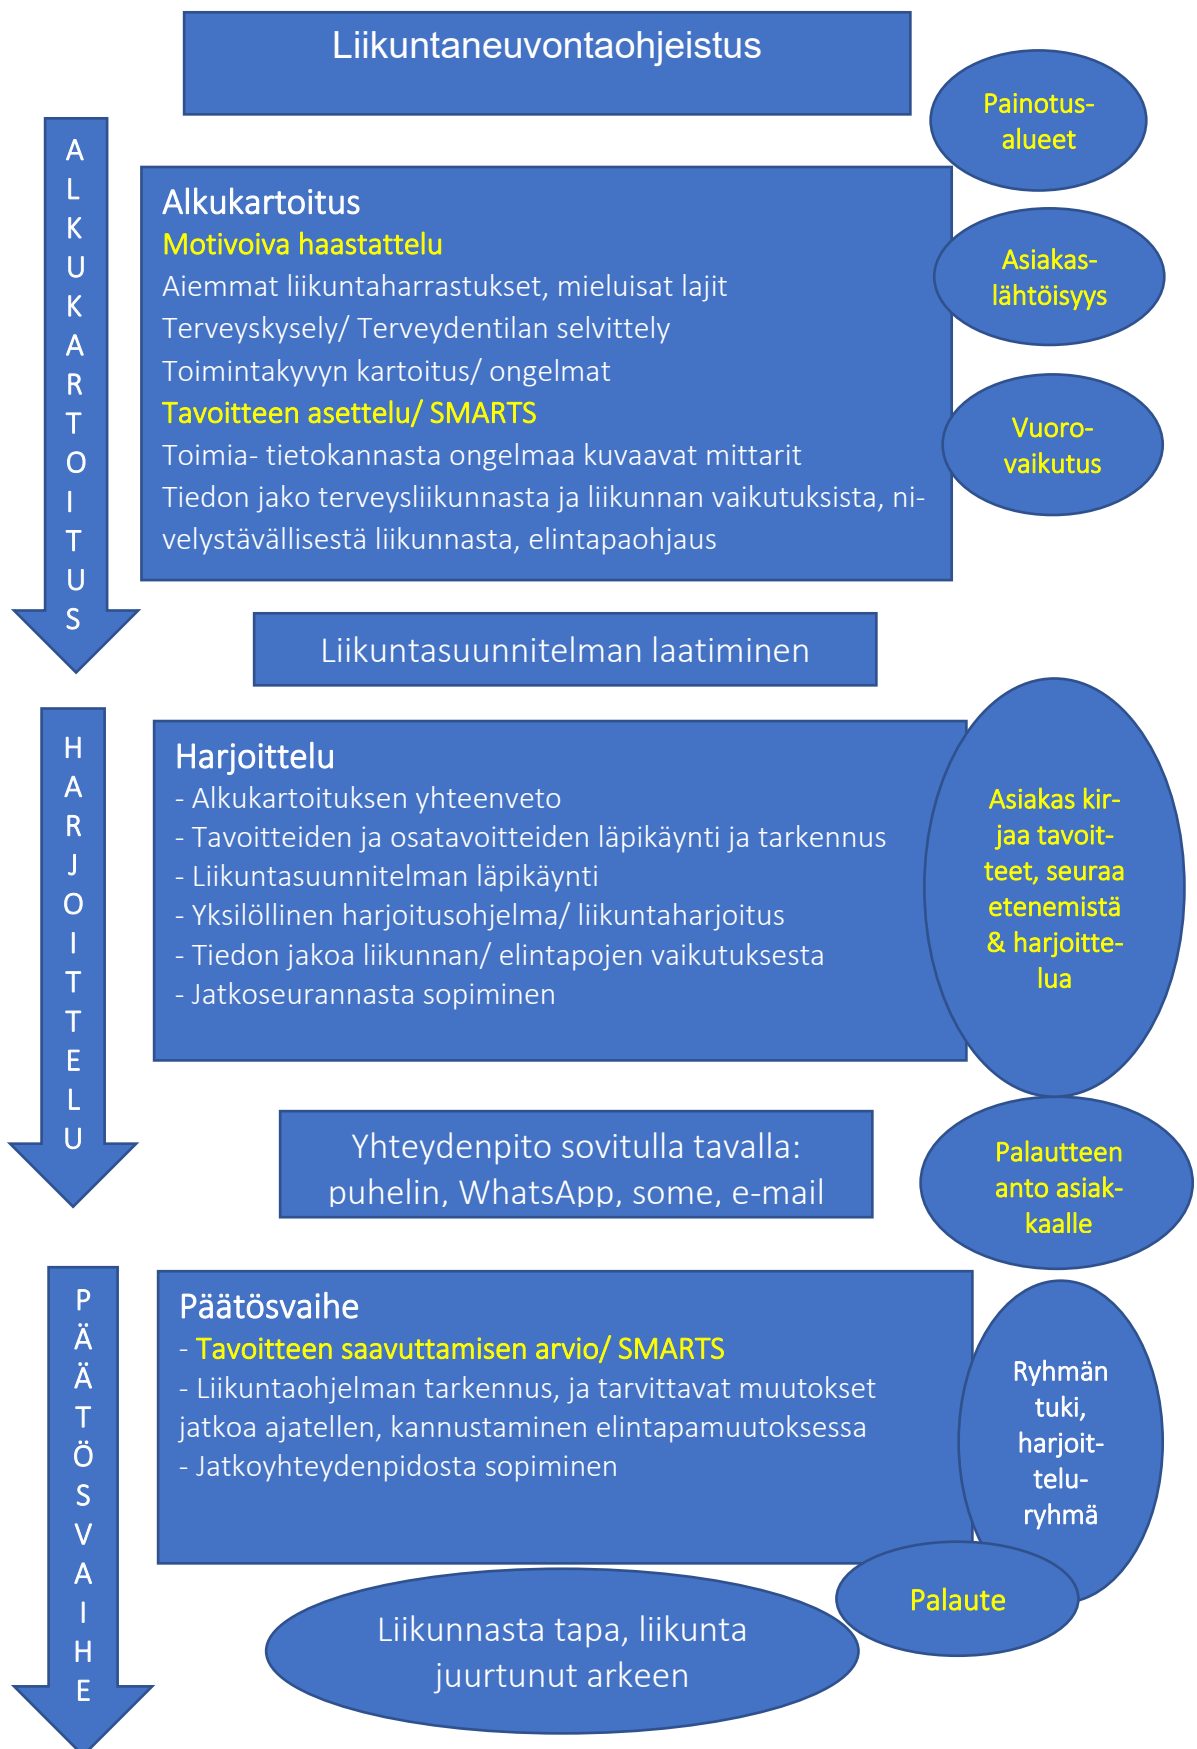 Liikuntaneuvontaohjeistus
Painotus-
alueet
ALKUKARTOITUS
Alkukartoitus
Motivoiva haastattelu
Aiemmat liikuntaharrastukset, mieluisat lajit
Terveyskysely/ Terveydentilan selvittely
Toimintakyvyn kartoitus/ ongelmat
Tavoitteen asettelu/ SMARTS
Toimia- tietokannasta ongelmaa kuvaavat mittarit
Tiedon jako terveysliikunnasta ja liikunnan vaikutuksista, ni-
velystävällisestä liikunnasta, elintapaohjaus
Asiakas-
lähtöisyys
Vuoro-
vaikutus
Liikuntasuunnitelman laatiminen
HARJOITTELU
Harjoittelu
- Alkukartoituksen yhteenveto
- Tavoitteiden ja osatavoitteiden läpikäynti ja tarkennus
- Liikuntasuunnitelman läpikäynti
- Yksilöllinen harjoitusohjelma/ liikuntaharjoitus
- Tiedon jakoa liikunnan/ elintapojen vaikutuksesta
- Jatkoseurannasta sopiminen
Asiakas kir-
jaa tavoit-
teet, seuraa
etenemistä
& harjoitte-
lua
Yhteydenpito sovitulla tavalla:
puhelin, WhatsApp, some, e-mail
Palautteen
anto asiak-
kaalle
PÄÄTÖSVAIHE
Päätösvaihe
- Tavoitteen saavuttamisen arvio/ SMARTS
- Liikuntaohjelman tarkennus, ja tarvittavat muutokset
jatkoa ajatellen, kannustaminen elintapamuutoksessa
- Jatkoyhteydenpidosta sopiminen
Ryhmän
tuki,
harjoit-
telu-
ryhmä
Palaute
Liikunnasta tapa, liikunta
juurtunut arkeen